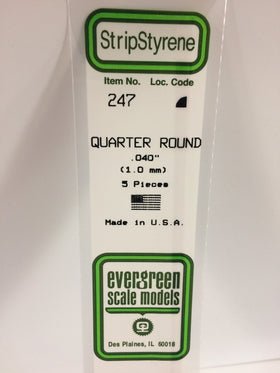 StripStyrene
Item No. Loc. Code
247
QUARTER ROUND
.040"
(1.0 mm)
5 Pieces
Made in U.S.A.
evergreen
scale models
Des Plaines, IL 60018